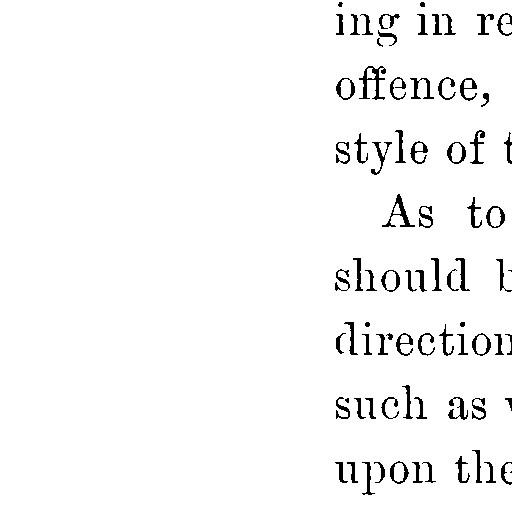 ing in re
offence,
style of t
As to
should b
direction
such as
upon the